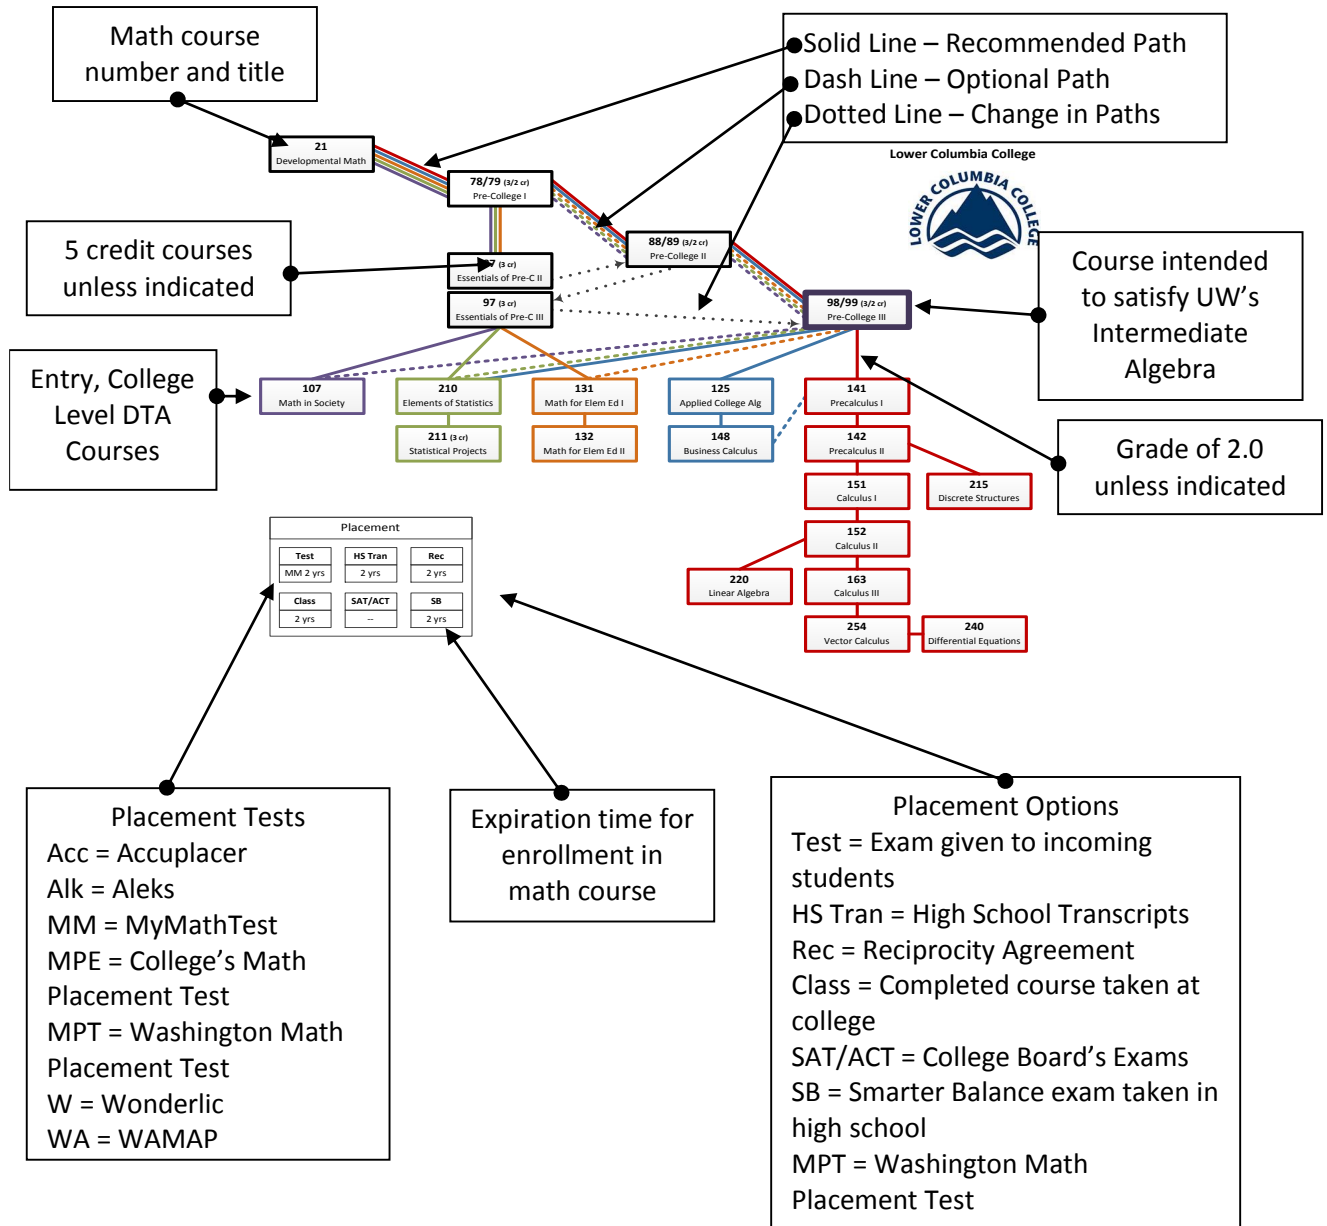 Math course
number and title
Solid Line – Recommended Path
Dash Line – Optional Path
Dotted Line – Change in Paths
Lower Columbia College
LOWER COLUMBIA COLLEGE
21
Developmental Math
78/79 (3/2 cr)
Pre-College I
88/89 (3/2 cr)
Pre-College II
5 credit courses
unless indicated
7 (3 cr)
Essentials of Pre-C II
97 (3 cr)
Essentials of Pre-C III
98/99 (3/2 cr)
Pre-College III
Course intended
to satisfy UW's
Intermediate
Algebra
Entry, College
Level DTA
Courses
107
Math in Society
210
Elements of Statistics
131
Math for Elem Ed I
125
Applied College Alg
141
Precalculus I
211 (3 cr)
Statistical Projects
132
Math for Elem Ed II
148
Business Calculus
142
Precalculus II
Grade of 2.0
unless indicated
151
Calculus I
215
Discrete Structures
152
Calculus II
220
Linear Algebra
163
Calculus III
254
Vector Calculus
240
Differential Equations
Placement
Test
MM 2 yrs
HS Tran
2 yrs
Rec
2 yrs
Class
2 yrs
SAT/ACT
--
SB
2 yrs
Placement Tests
Acc = Accuplacer
Alk = Aleks
MM = MyMathTest
MPE = College's Math
Placement Test
MPT = Washington Math
Placement Test
W = Wonderlic
WA = WAMAP
Expiration time for
enrollment in
math course
Placement Options
Test = Exam given to incoming
students
HS Tran = High School Transcripts
Rec = Reciprocity Agreement
Class = Completed course taken at
college
SAT/ACT = College Board's Exams
SB = Smarter Balance exam taken in
high school
MPT = Washington Math
Placement Test